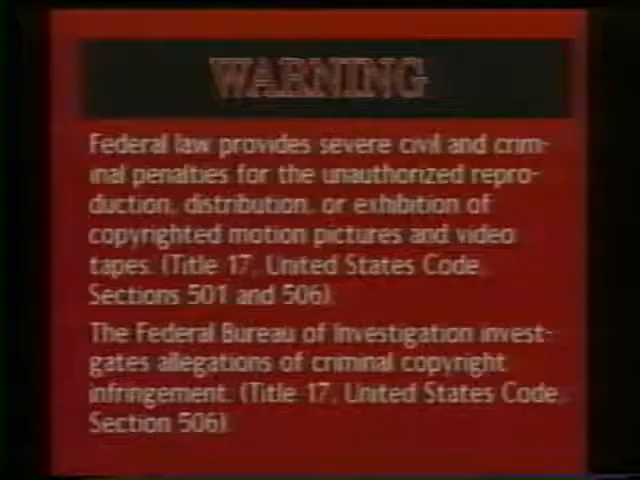 WARNING
Federal law provides severe civil and crim-
inal penalties for the unauthorized repro-
duction, distribution, or exhibition of
copyrighted motion pictures and video
tapes. (Title 17, United States Code,
Sections 501 and 506).
The Federal Bureau of Investigation invest-
gates allegations of criminal copyright
infringement. (Title 17, United States Code,
Section 506).